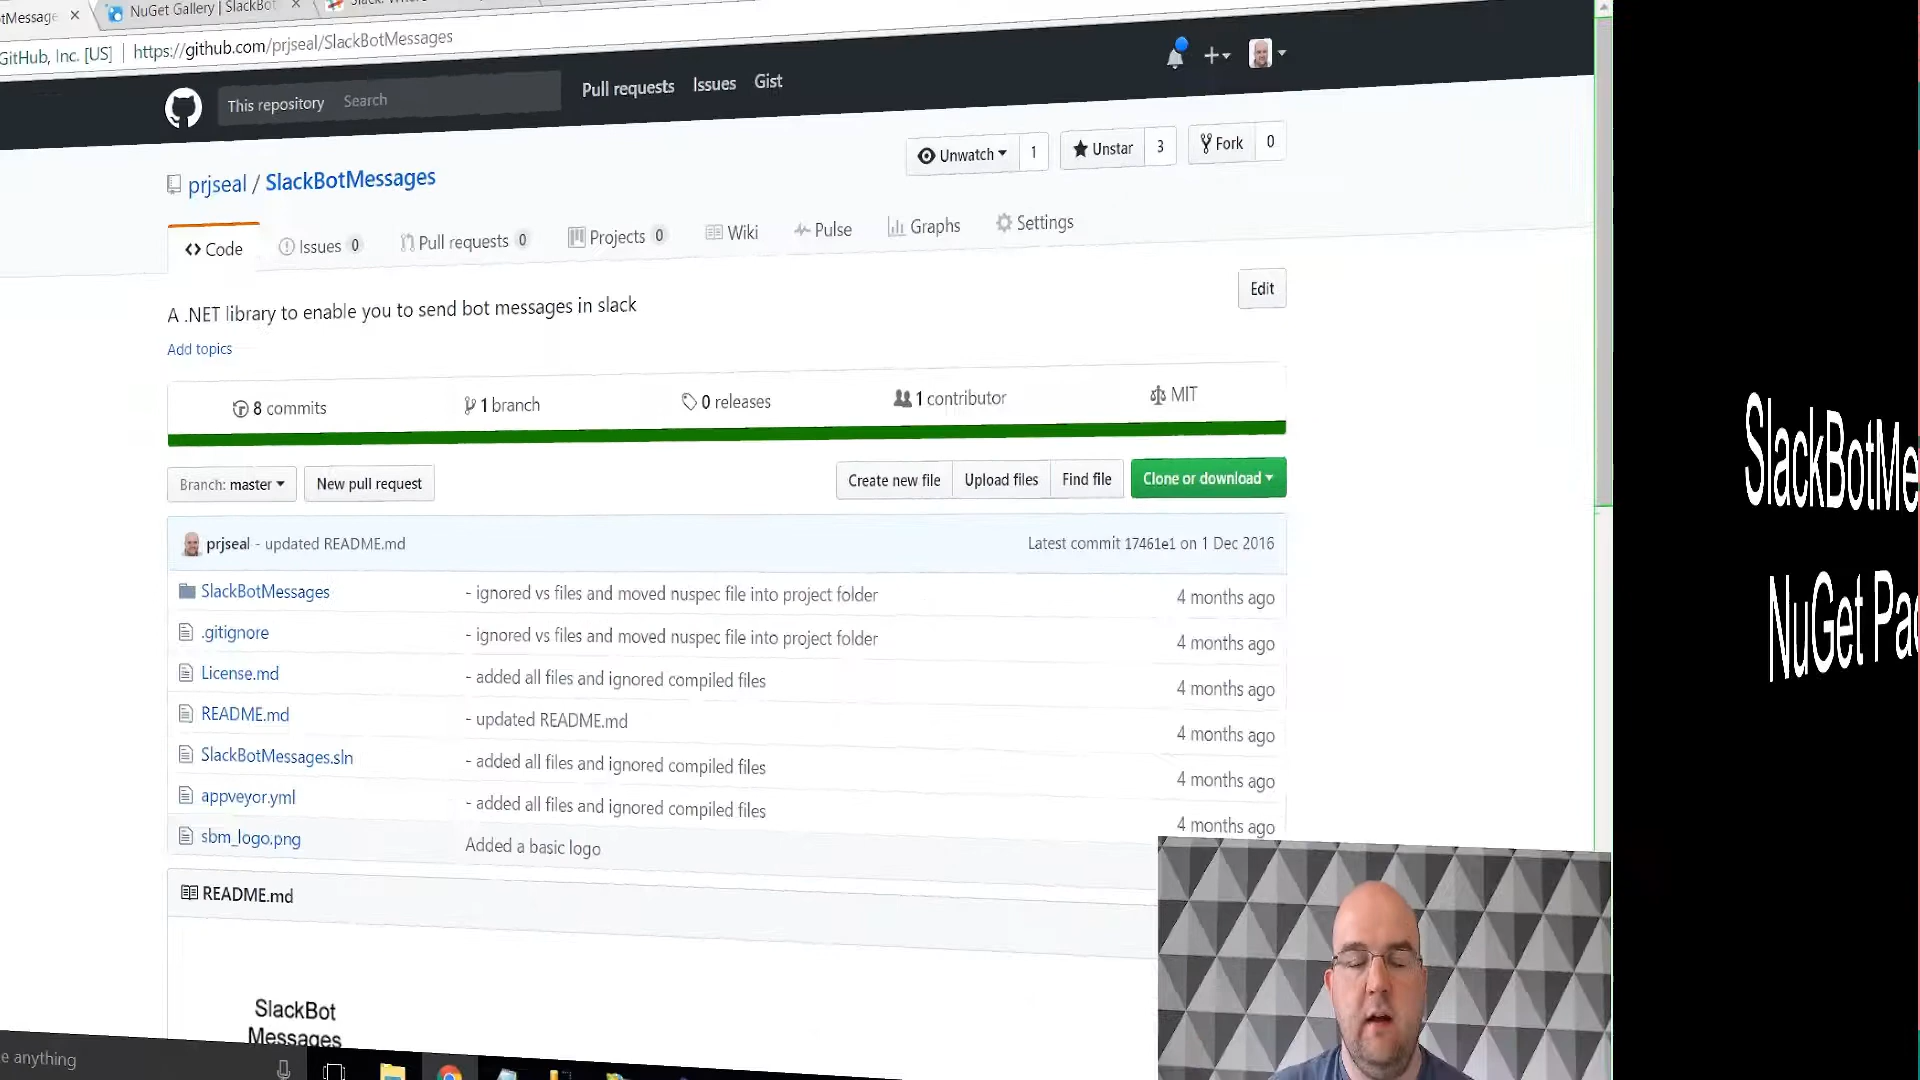 NuGet Gallery | SlackBot
GitHub, Inc. [US] | https://github.com/prjseal/SlackBotMessages
This repository Search Pull requests Issues Gist
prjseal / SlackBotMessages
Unwatch 1 Unstar 3 Fork 0
Code Issues 0 Pull requests 0 Projects 0 Wiki Pulse Graphs Settings
A .NET library to enable you to send bot messages in slack
Edit
Add topics
8 commits 1 branch 0 releases 1 contributor MIT
Branch: master New pull request Create new file Upload files Find file Clone or download
prjseal - updated README.md Latest commit 17461e1 on 1 Dec 2016
SlackBotMessages - ignored vs files and moved nuspec file into project folder 4 months ago
.gitignore - ignored vs files and moved nuspec file into project folder 4 months ago
License.md - added all files and ignored compiled files 4 months ago
README.md - updated README.md 4 months ago
SlackBotMessages.sln - added all files and ignored compiled files 4 months ago
appveyor.yml - added all files and ignored compiled files 4 months ago
sbm_logo.png Added a basic logo 4 months ago
README.md
SlackBot
Messages
e anything
SlackBotMe
NuGet Pac